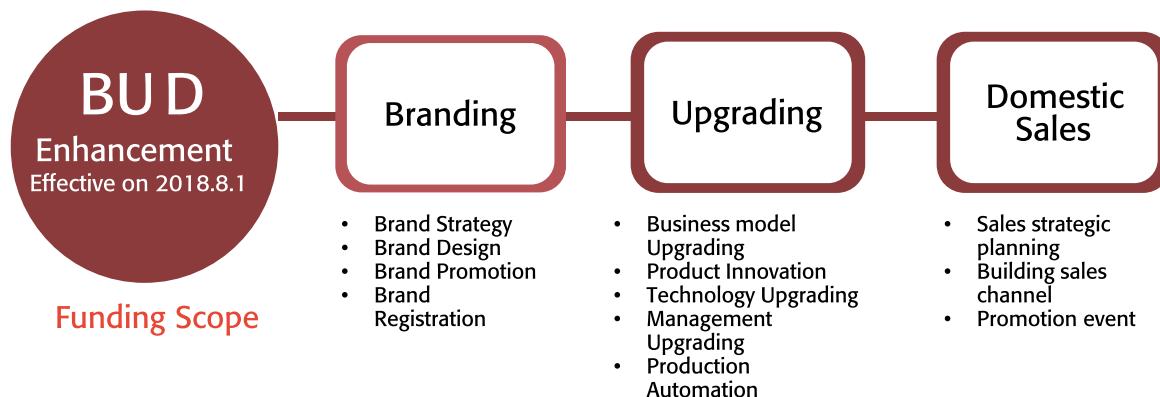 BUD
Enhancement
Effective on 2018.8.1
Funding Scope
Branding
• Brand Strategy
• Brand Design
• Brand Promotion
• Brand
Registration
Upgrading
• Business model
Upgrading
• Product Innovation
• Technology Upgrading
• Management
Upgrading
• Production
Automation
Domestic
Sales
• Sales strategic
planning
• Building sales
channel
• Promotion event